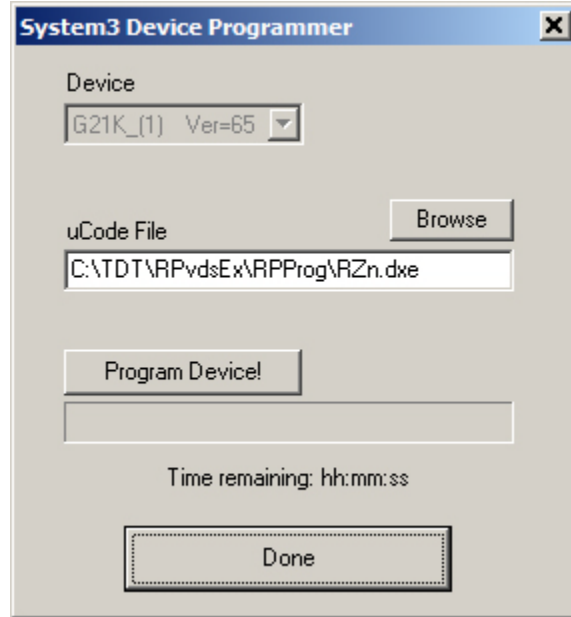 System3 Device Programmer
Device
G21K_(1) Ver=65
Browse
uCode File
C:\TDT\RPvdsEx\RPProg\RZn.dxe
Program Device!
Time remaining: hh:mm:ss
Done